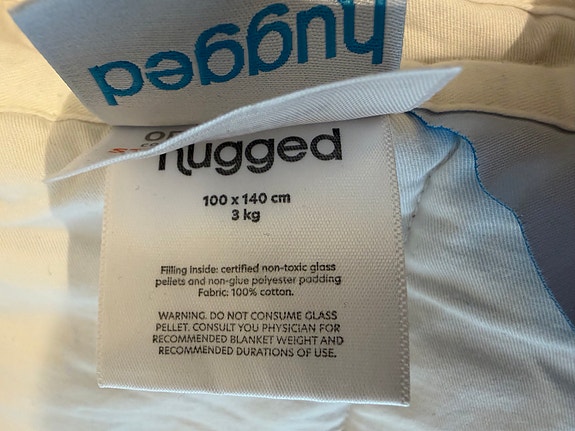 hugged
hugged
100 x 140 cm
3 kg
Filling Inside: certified non-toxic glass
pellets and non-glue polyester padding
Fabric: 100% cotton.
WARNING. DO NOT CONSUME GLASS
PELLET. CONSULT YOU PHYSICIAN FOR
RECOMMENDED BLANKET WEIGHT AND
RECOMMENDED DURATIONS OF USE.